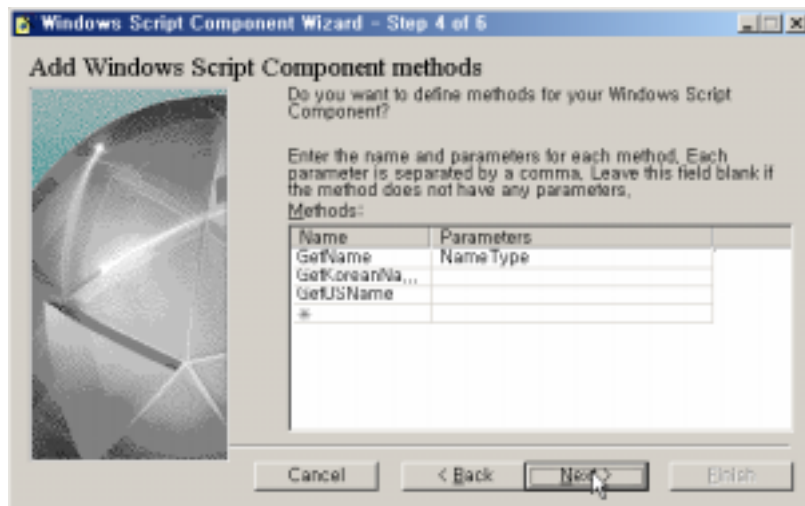 Windows Script Component Wizard - Step 4 of 6
Add Windows Script Component methods
Do you want to define methods for your Windows Script
Component?
Enter the name and parameters for each method. Each
parameter is separated by a comma. Leave this field blank if
the method does not have any parameters.
Methods:
Name Parameters
GetName NameType
GetKoreanNa...
GetUSName
*
Cancel < Back Next > Finish